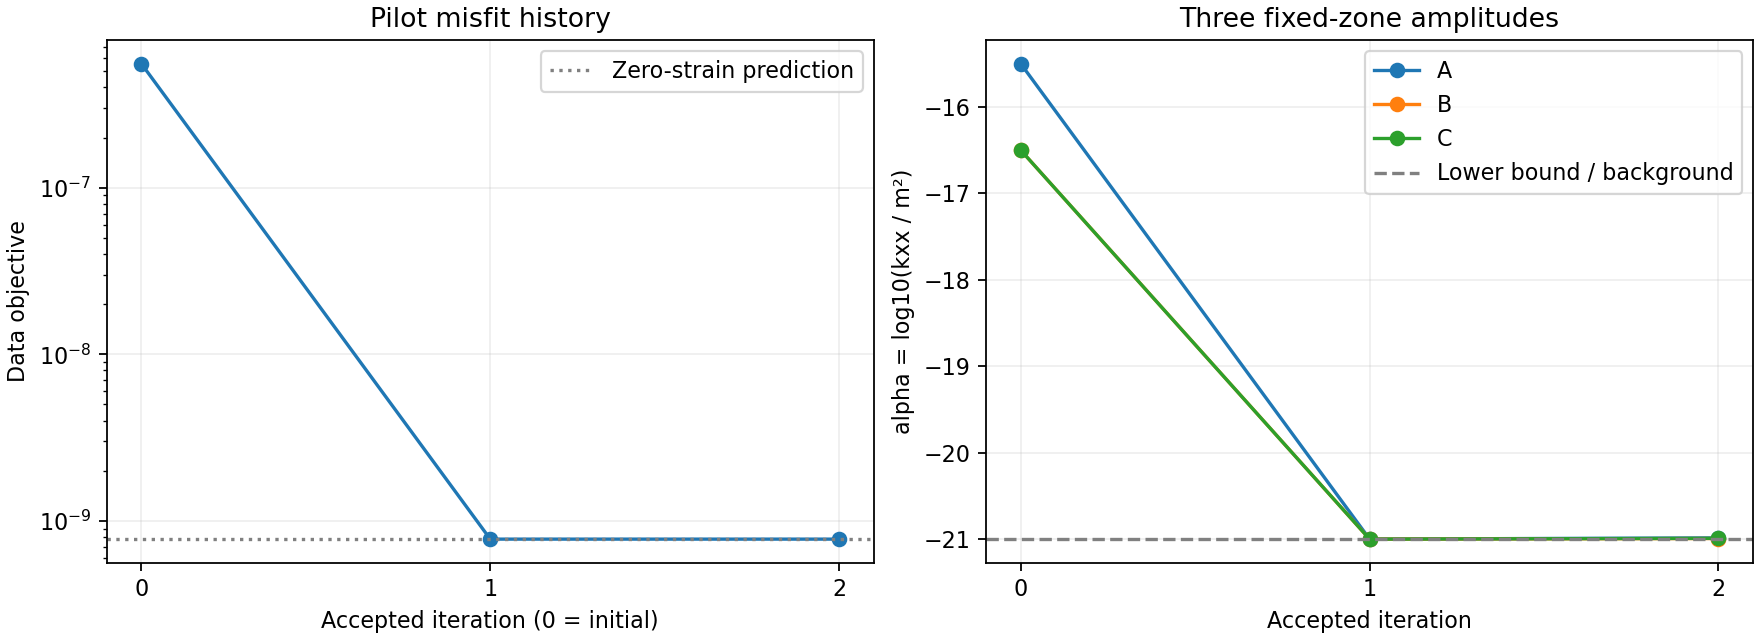 Pilot misfit history
Zero-strain prediction
10⁻⁷
10⁻⁸
10⁻⁹
Data objective
0
1
2
Accepted iteration (0 = initial)
Three fixed-zone amplitudes
A
B
C
Lower bound / background
−16
−17
−18
−19
−20
−21
alpha = log10(kxx / m²)
0
1
2
Accepted iteration